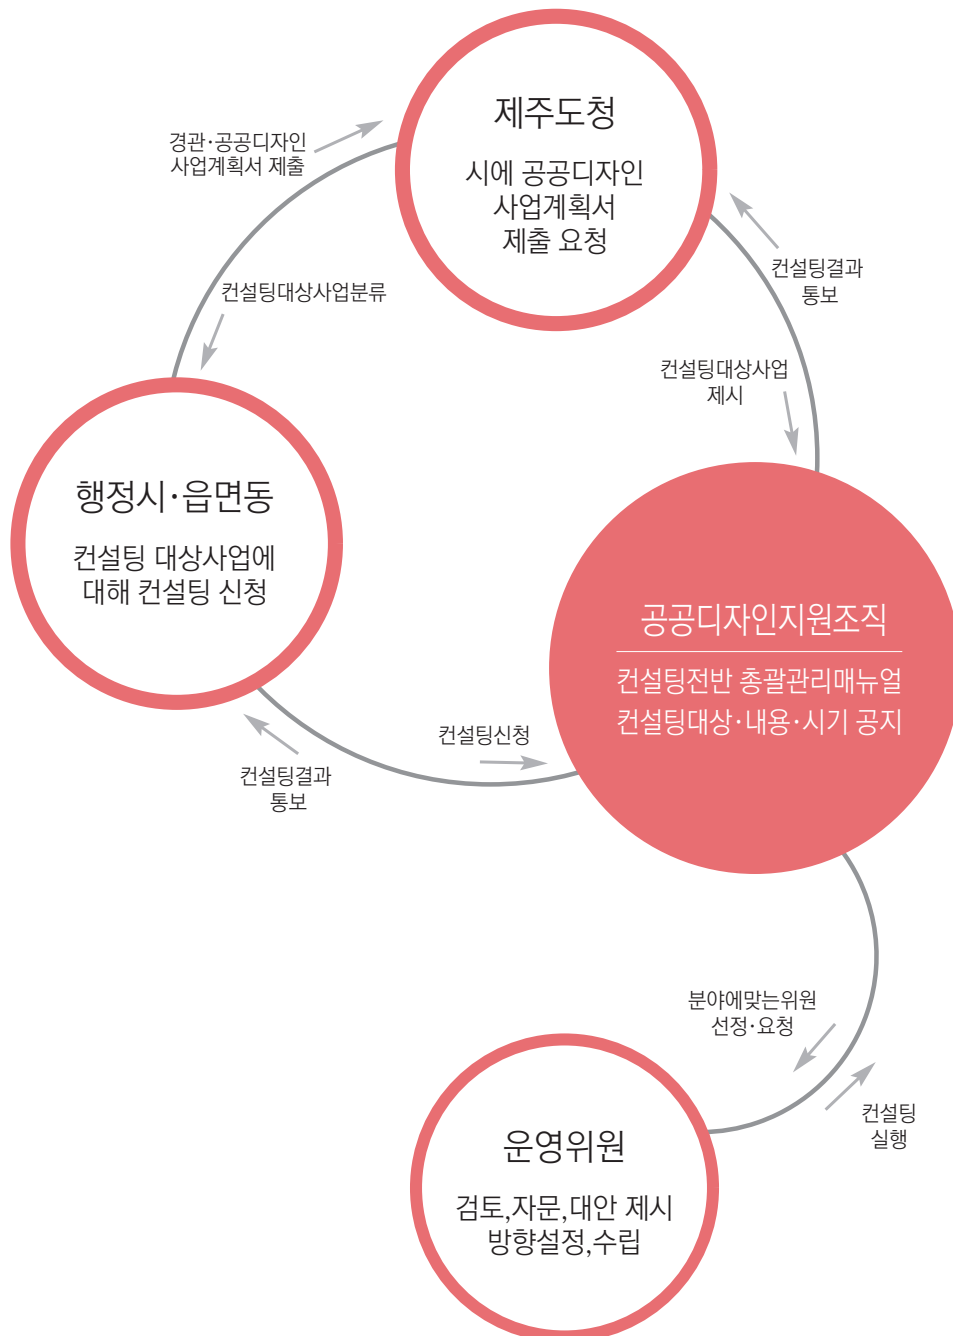 제주도청
시에 공공디자인
사업계획서
제출 요청
경관·공공디자인
사업계획서 제출
컨설팅대상사업분류
컨설팅결과
통보
컨설팅대상사업
제시
행정시·읍면동
컨설팅 대상사업에
대해 컨설팅 신청
공공디자인지원조직
컨설팅전반 총괄관리매뉴얼
컨설팅대상·내용·시기 공지
컨설팅신청
컨설팅결과
통보
분야에맞는위원
선정·요청
컨설팅
실행
운영위원
검토,자문,대안 제시
방향설정,수립